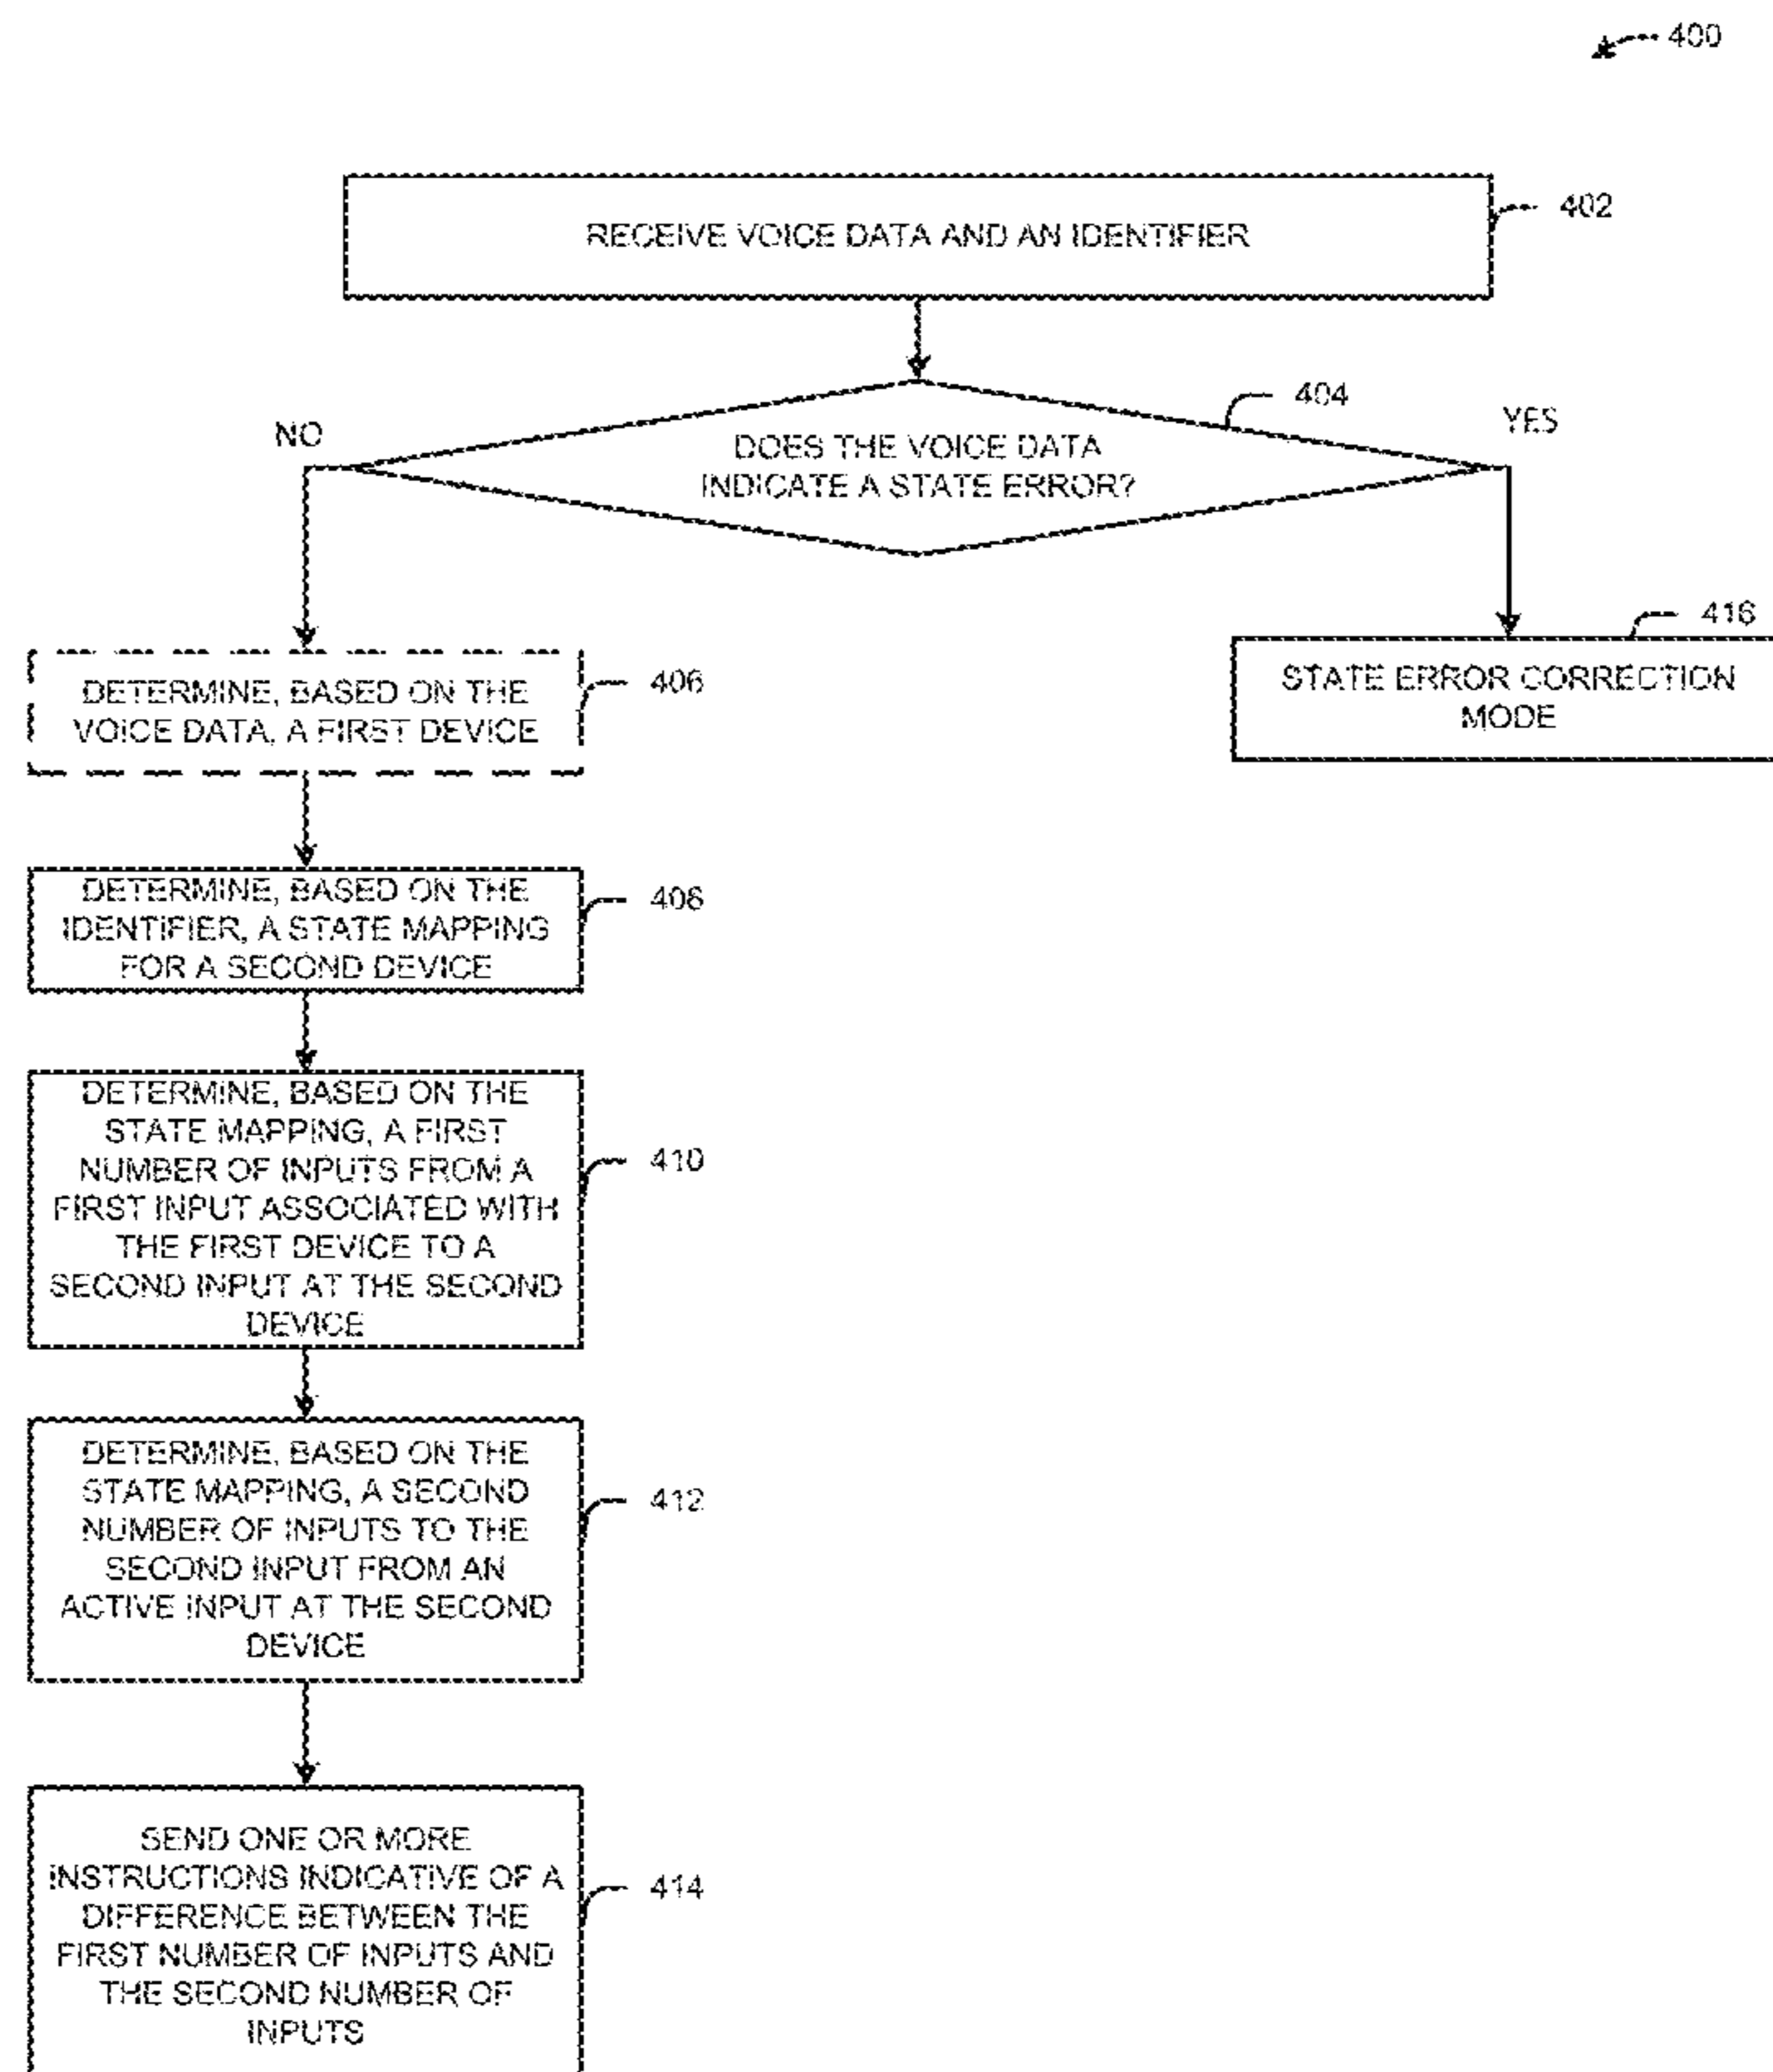 400
RECEIVE VOICE DATA AND AN IDENTIFIER
402
404
NO
YES
DOES THE VOICE DATA
INDICATE A STATE ERROR?
416
STATE ERROR CORRECTION
MODE
DETERMINE, BASED ON THE
VOICE DATA, A FIRST DEVICE
406
DETERMINE, BASED ON THE
IDENTIFIER, A STATE MAPPING
FOR A SECOND DEVICE
408
DETERMINE, BASED ON THE
STATE MAPPING, A FIRST
NUMBER OF INPUTS FROM A
FIRST INPUT ASSOCIATED WITH
THE FIRST DEVICE TO A
SECOND INPUT AT THE SECOND
DEVICE
410
DETERMINE, BASED ON THE
STATE MAPPING, A SECOND
NUMBER OF INPUTS TO THE
SECOND INPUT FROM AN
ACTIVE INPUT AT THE SECOND
DEVICE
412
SEND ONE OR MORE
INSTRUCTIONS INDICATIVE OF A
DIFFERENCE BETWEEN THE
FIRST NUMBER OF INPUTS AND
THE SECOND NUMBER OF
INPUTS
414